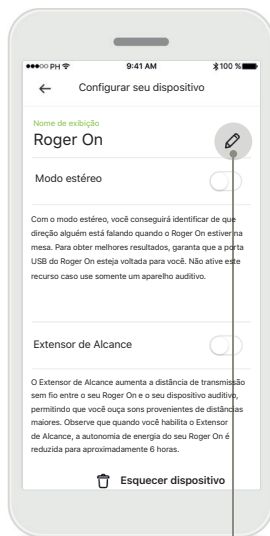 ●●●○○ PH 9:41 AM 100 %
Configurar seu dispositivo
Nome de exibição
Roger On
Modo estéreo
Com o modo estéreo, você conseguirá identificar de que
direção alguém está falando quando o Roger On estiver na
mesa. Para obter melhores resultados, garanta que a porta
USB do Roger On esteja voltada para você. Não ative este
recurso caso use somente um aparelho auditivo.
Extensor de Alcance
O Extensor de Alcance aumenta a distância de transmissão
sem fio entre o seu Roger On e o seu dispositivo auditivo,
permitindo que você ouça sons provenientes de distâncias
maiores. Observe que quando você habilita o Extensor
de Alcance, a autonomia de energia do seu Roger On é
reduzida para aproximadamente 6 horas.
Esquecer dispositivo